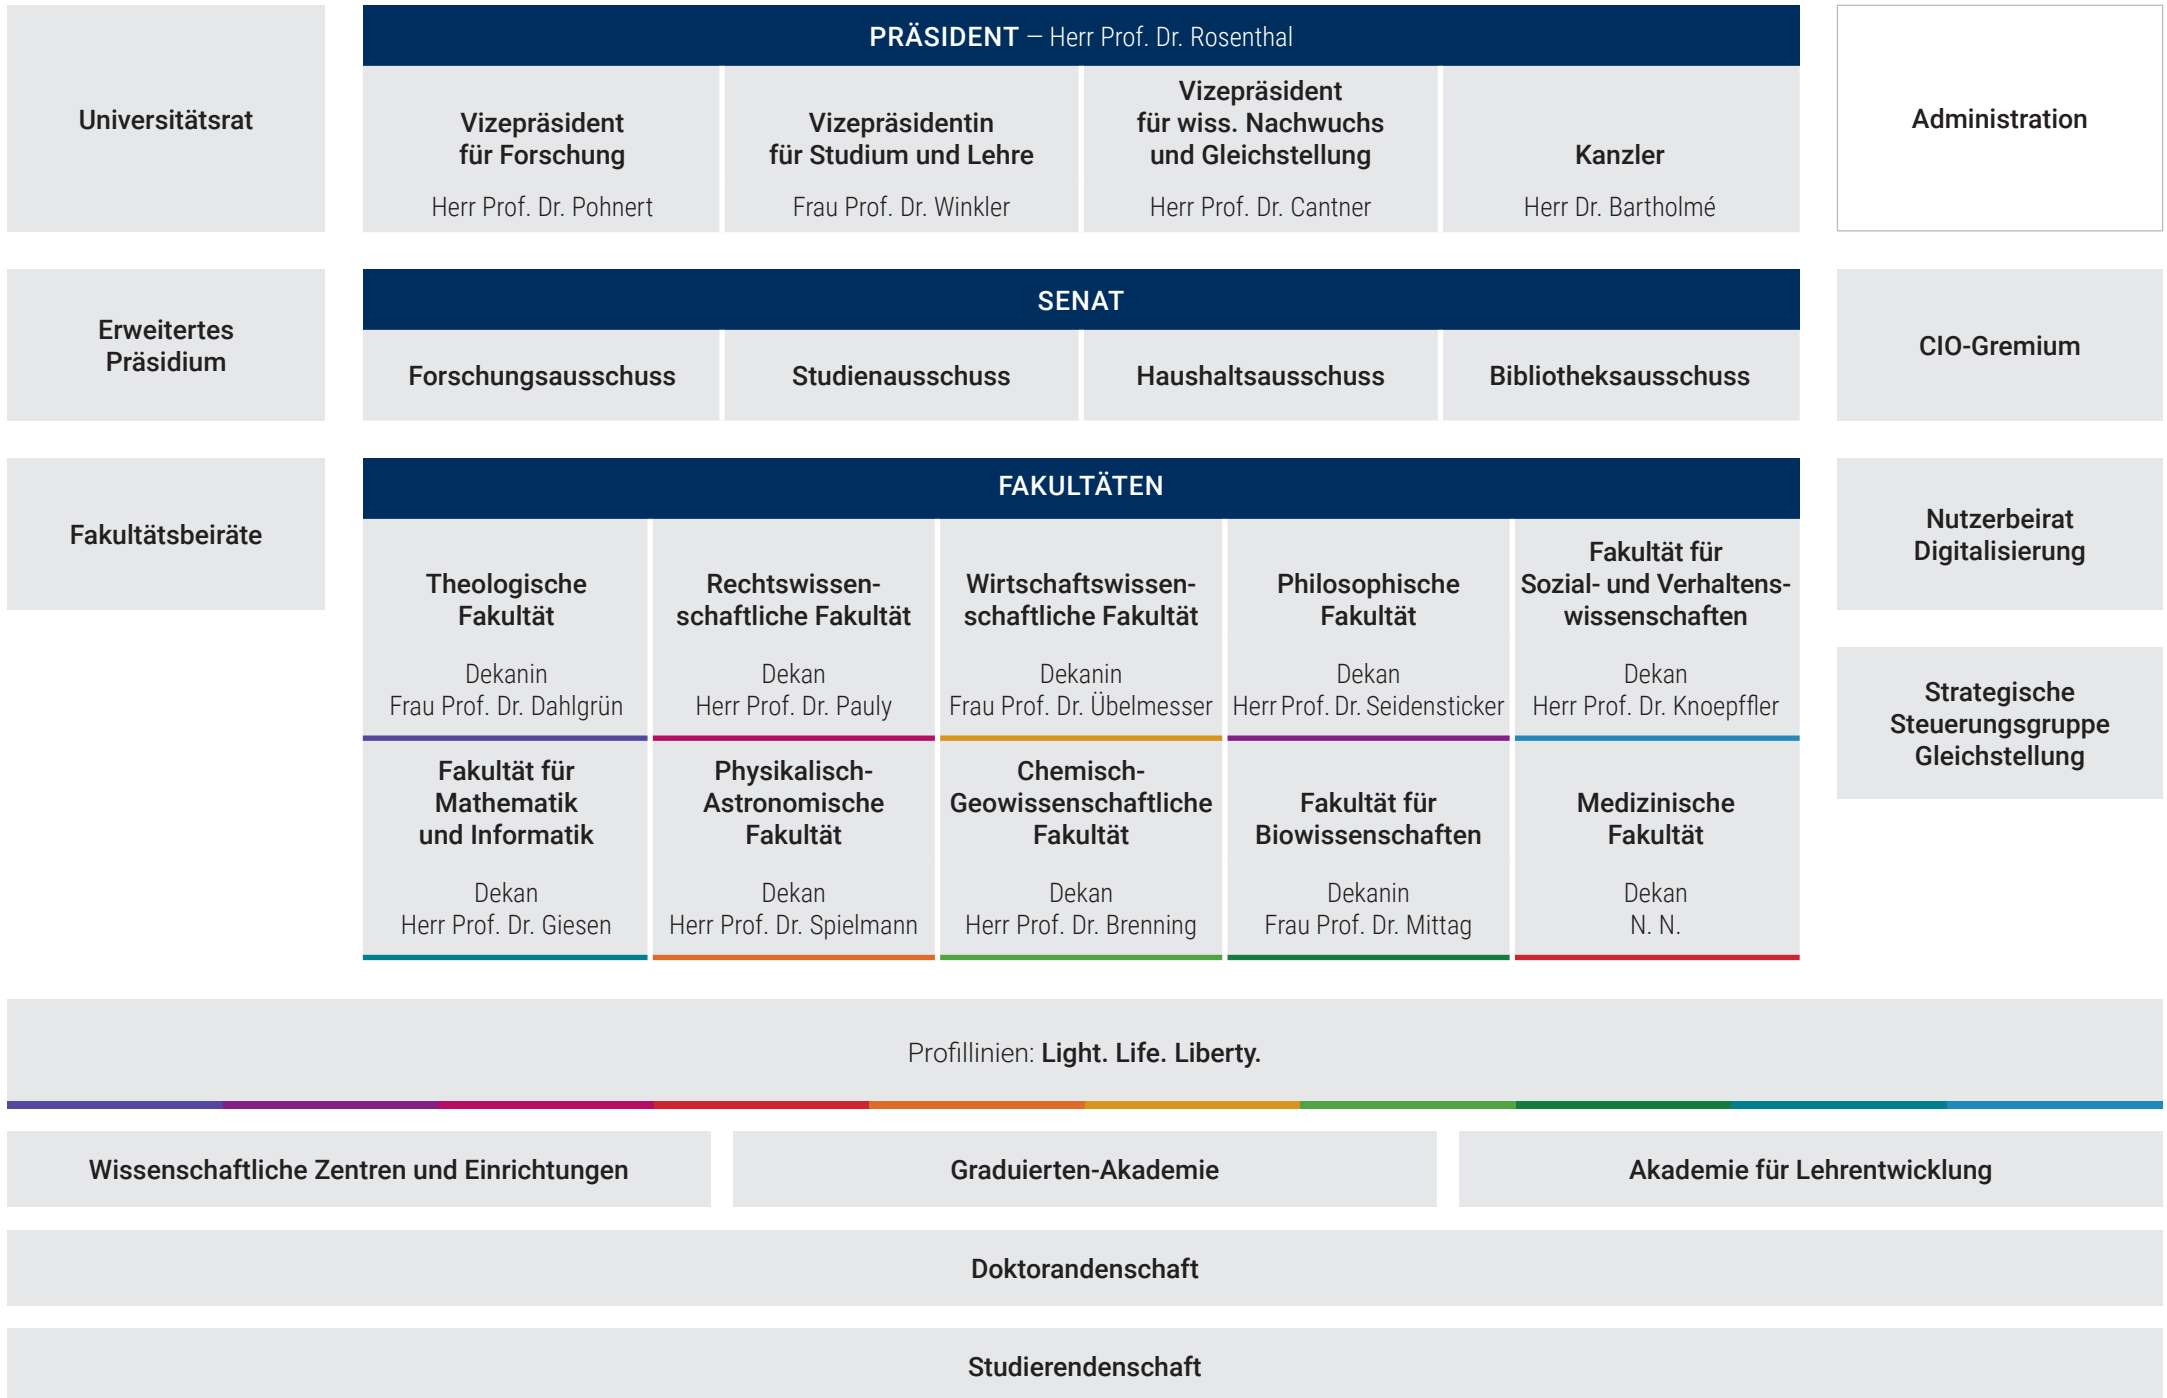 Universitätsrat
PRÄSIDENT – Herr Prof. Dr. Rosenthal
Vizepräsident
für Forschung
Herr Prof. Dr. Pohnert
Vizepräsidentin
für Studium und Lehre
Frau Prof. Dr. Winkler
Vizepräsident
für wiss. Nachwuchs
und Gleichstellung
Herr Prof. Dr. Cantner
Kanzler
Herr Dr. Bartholmé
Administration
Erweitertes
Präsidium
SENAT
Forschungsausschuss
Studienausschuss
Haushaltsausschuss
Bibliotheksausschuss
CIO-Gremium
Fakultätsbeiräte
FAKULTÄTEN
Theologische
Fakultät
Dekanin
Frau Prof. Dr. Dahlgrün
Rechtswissen-
schaftliche Fakultät
Dekan
Herr Prof. Dr. Pauly
Wirtschaftswissen-
schaftliche Fakultät
Dekanin
Frau Prof. Dr. Übelmesser
Philosophische
Fakultät
Dekan
Herr Prof. Dr. Seidensticker
Fakultät für
Sozial- und Verhaltens-
wissenschaften
Dekan
Herr Prof. Dr. Knoepffler
Fakultät für
Mathematik
und Informatik
Dekan
Herr Prof. Dr. Giesen
Physikalisch-
Astronomische
Fakultät
Dekan
Herr Prof. Dr. Spielmann
Chemisch-
Geowissenschaftliche
Fakultät
Dekan
Herr Prof. Dr. Brenning
Fakultät für
Biowissenschaften
Dekanin
Frau Prof. Dr. Mittag
Medizinische
Fakultät
Dekan
N. N.
Nutzerbeirat
Digitalisierung
Strategische
Steuerungsgruppe
Gleichstellung
Profillinien: Light. Life. Liberty.
Wissenschaftliche Zentren und Einrichtungen
Graduierten-Akademie
Akademie für Lehrentwicklung
Doktorandenschaft
Studierendenschaft